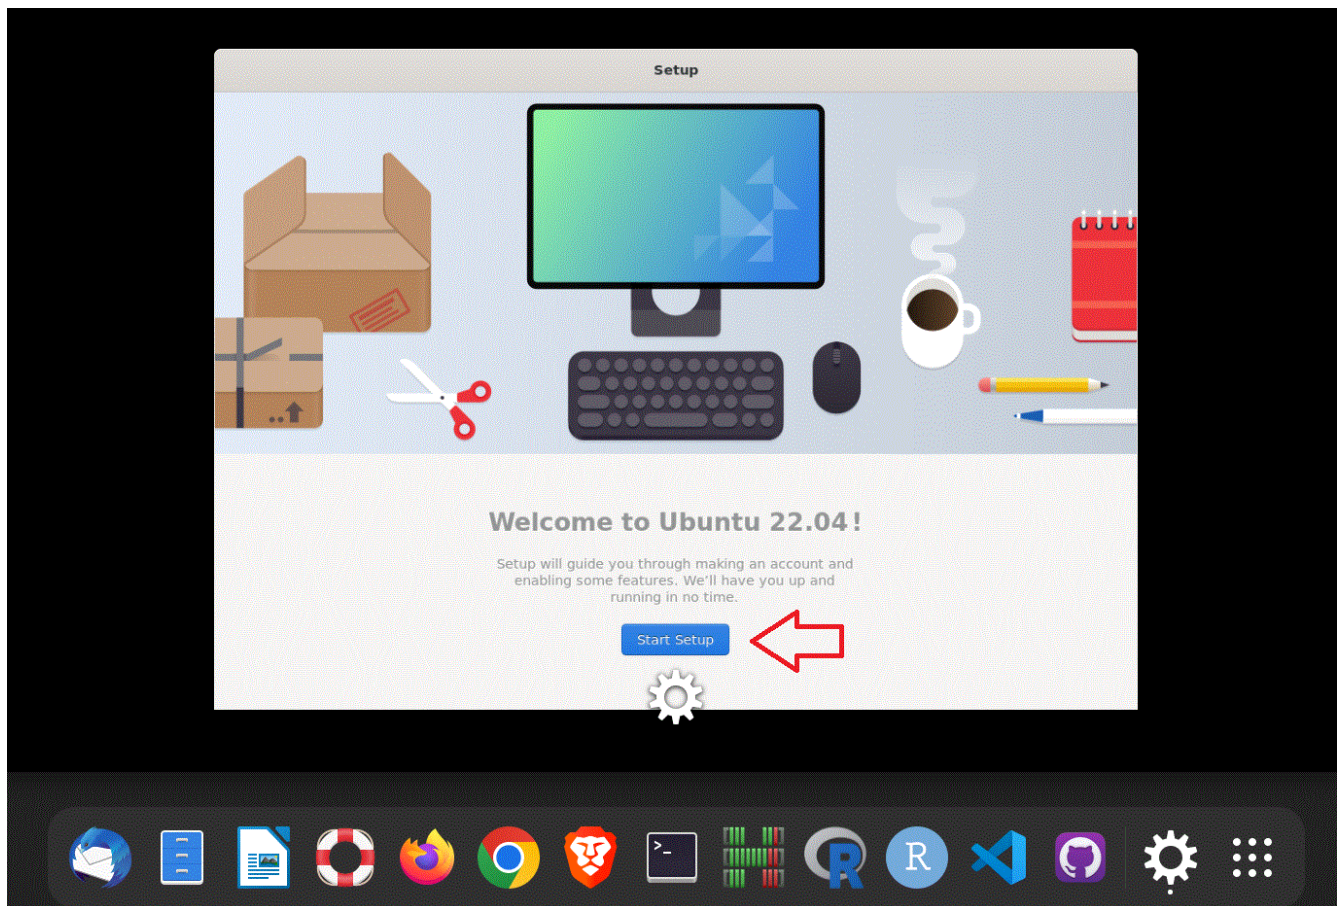 Setup
Welcome to Ubuntu 22.04!
Setup will guide you through making an account and
enabling some features. We'll have you up and
running in no time.
Start Setup
>_
R
R